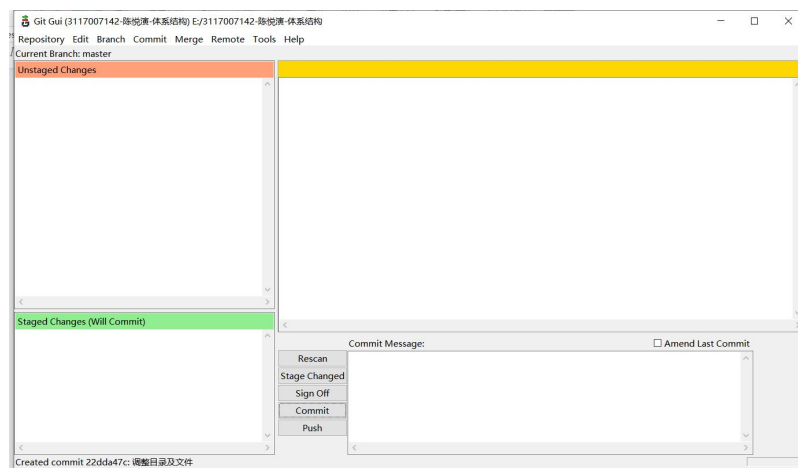 Git Gui (3117007142-陈悦演-体系结构) E:/3117007142-陈悦演-体系结构
Repository Edit Branch Commit Merge Remote Tools Help
Current Branch: master
Unstaged Changes
Staged Changes (Will Commit)
Commit Message:
Amend Last Commit
Rescan
Stage Changed
Sign Off
Commit
Push
Created commit 22dda47c: 调整目录及文件